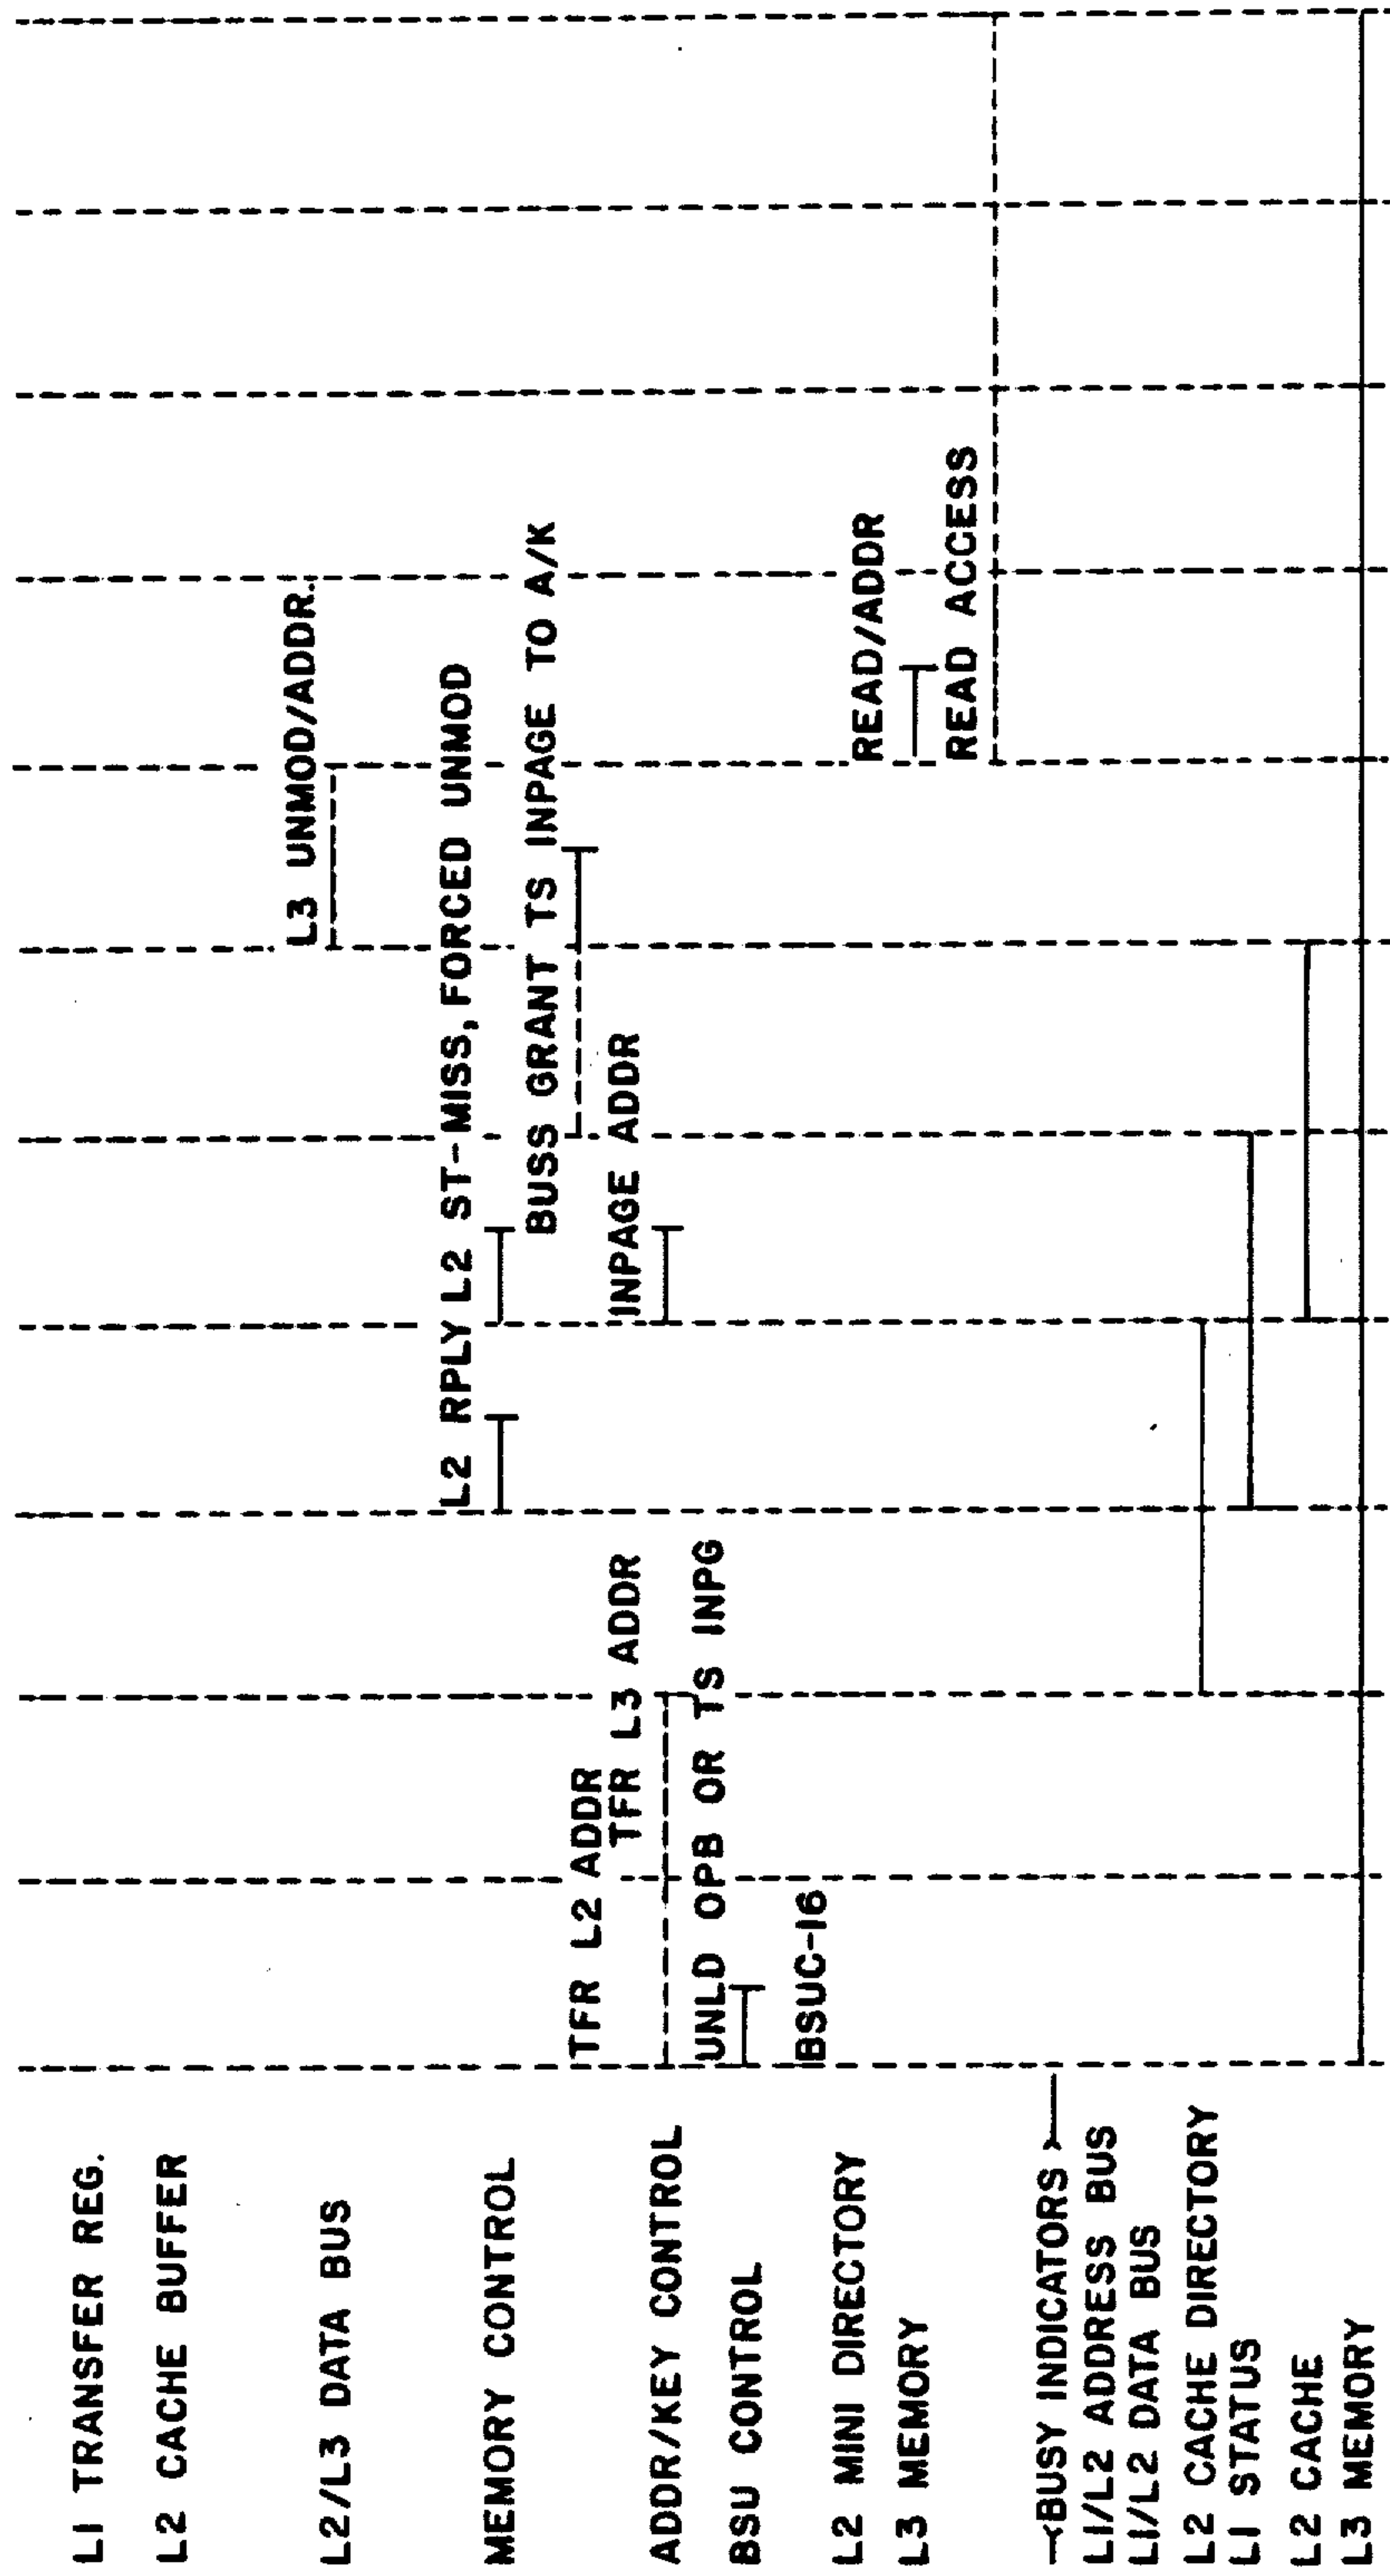 L1 TRANSFER REG.
L2 CACHE BUFFER
L2/L3 DATA BUS
L3 UNMOD/ADDR.
MEMORY CONTROL
L2 RPLY L2 ST-MISS, FORCED UNMOD
BUSS GRANT TS INPAGE TO A/K
ADDR/KEY CONTROL
TFR L2 ADDR
TFR L3 ADDR
INPAGE ADDR
BSU CONTROL
UNLD OPB OR TS INPG
BSUC-16
L2 MINI DIRECTORY
L3 MEMORY
READ/ADDR
READ ACCESS
BUSY INDICATORS
L1/L2 ADDRESS BUS
L1/L2 DATA BUS
L2 CACHE DIRECTORY
L1 STATUS
L2 CACHE
L3 MEMORY